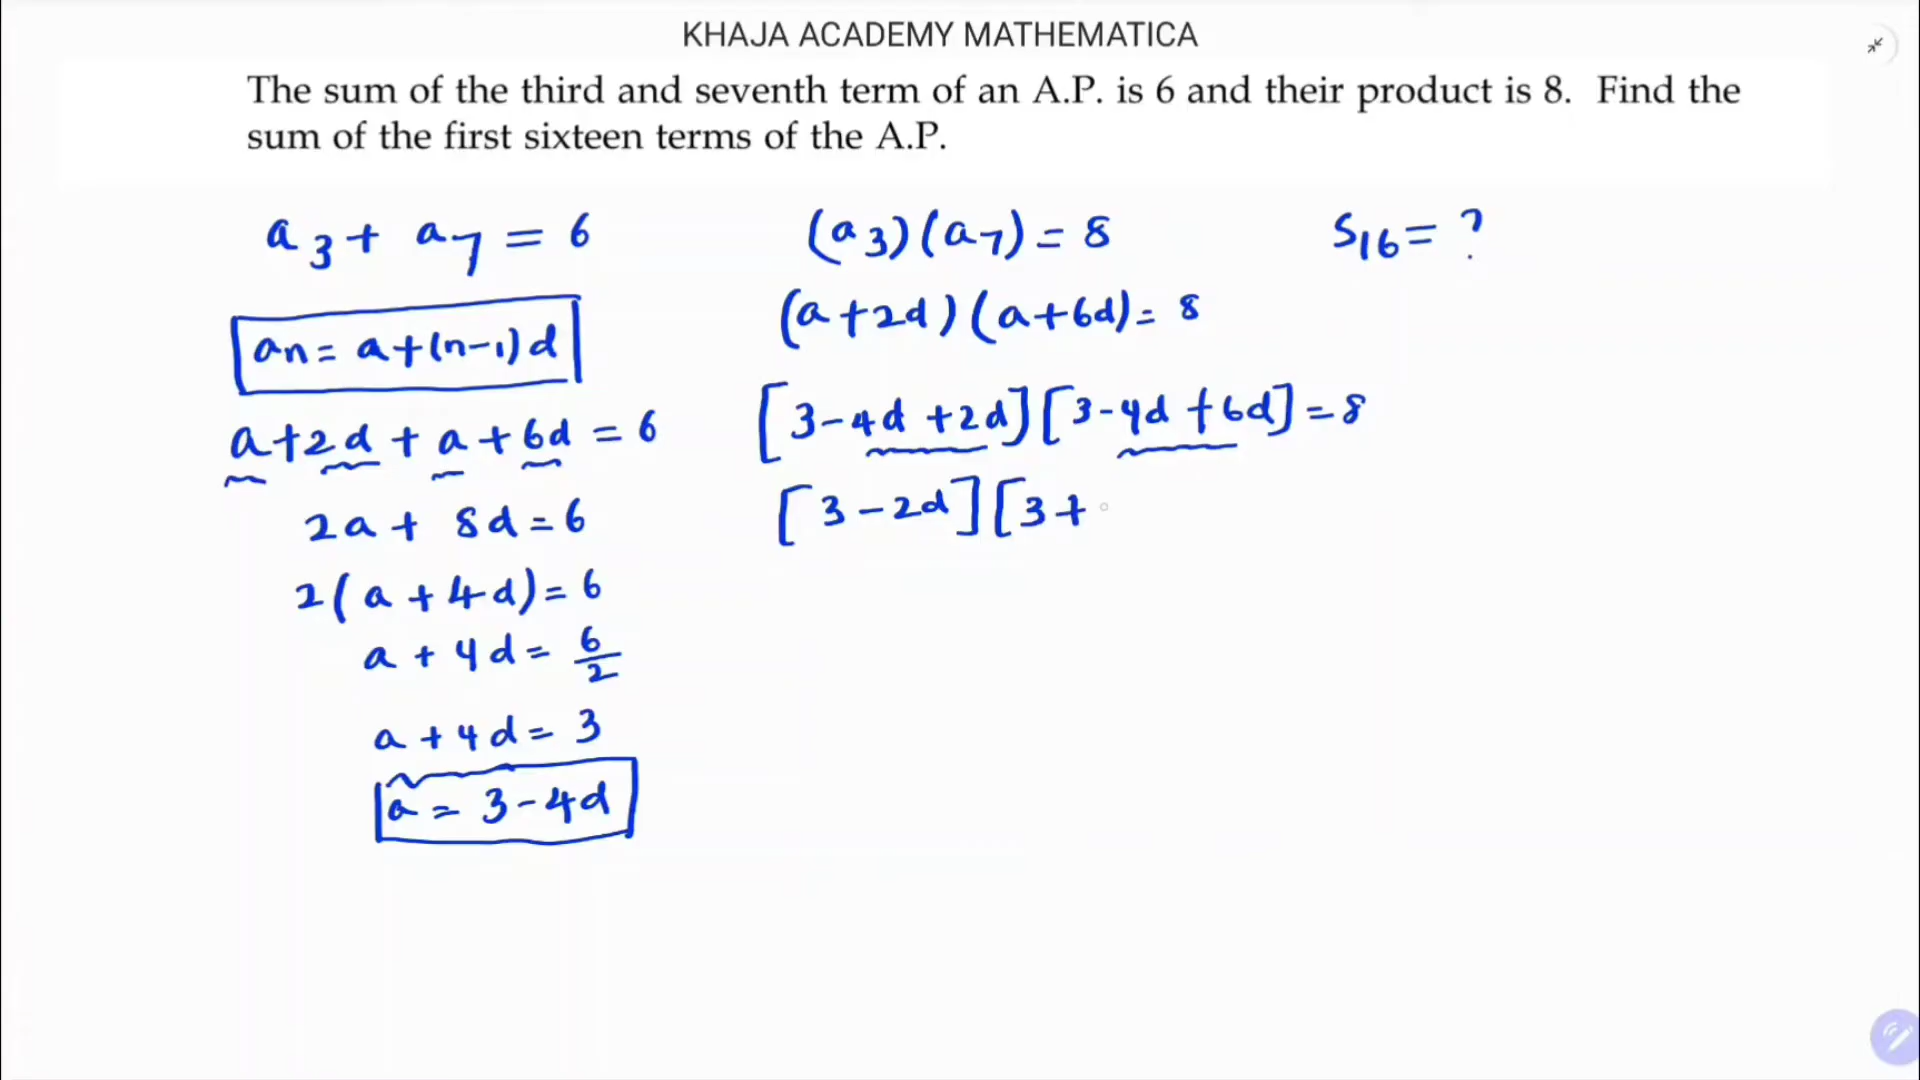 KHAJA ACADEMY MATHEMATICA
The sum of the third and seventh term of an A.P. is 6 and their product is 8. Find the
sum of the first sixteen terms of the A.P.
a3 + a7 = 6
an = a+(n-1)d
a+2d + a + 6d = 6
2a + 8d = 6
2(a + 4d) = 6
a + 4d = 6/2
a + 4d = 3
a = 3-4d
(a3)(a7) = 8
(a+2d)(a+6d) = 8
[3-4d +2d][3-4d +6d] = 8
[3-2d][3+
S16 = ?